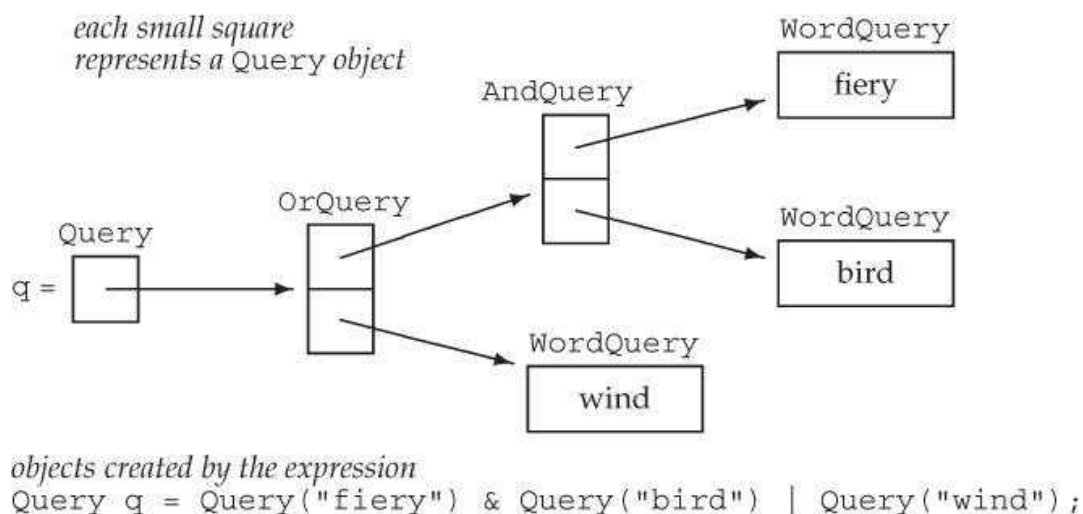 each small square
represents a Query object
WordQuery
fiery
AndQuery
OrQuery
WordQuery
bird
Query
q =
WordQuery
wind
objects created by the expression
Query q = Query("fiery") & Query("bird") | Query("wind");